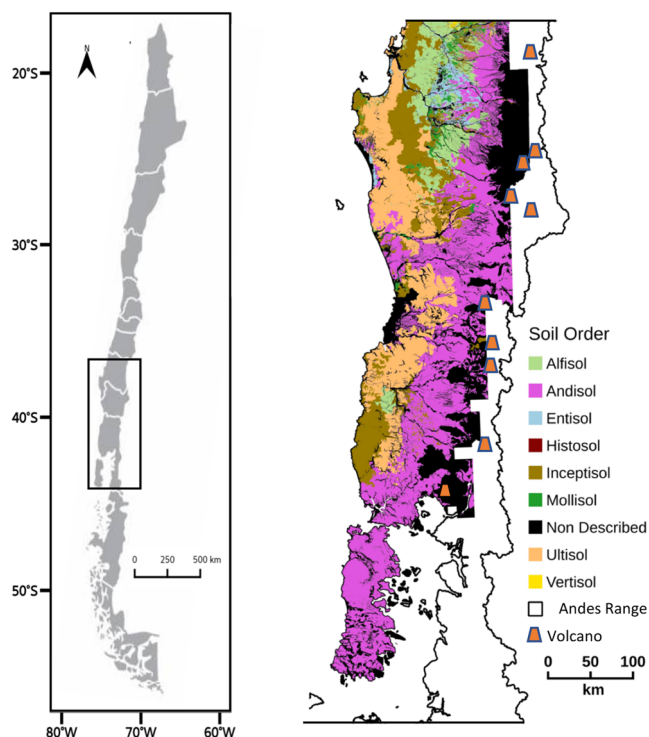 N
20°S
30°S
40°S
50°S
80°W
70°W
60°W
0
250
500 km
Soil Order
Alfisol
Andisol
Entisol
Histosol
Inceptisol
Mollisol
Non Described
Ultisol
Vertisol
Andes Range
Volcano
0
100
km